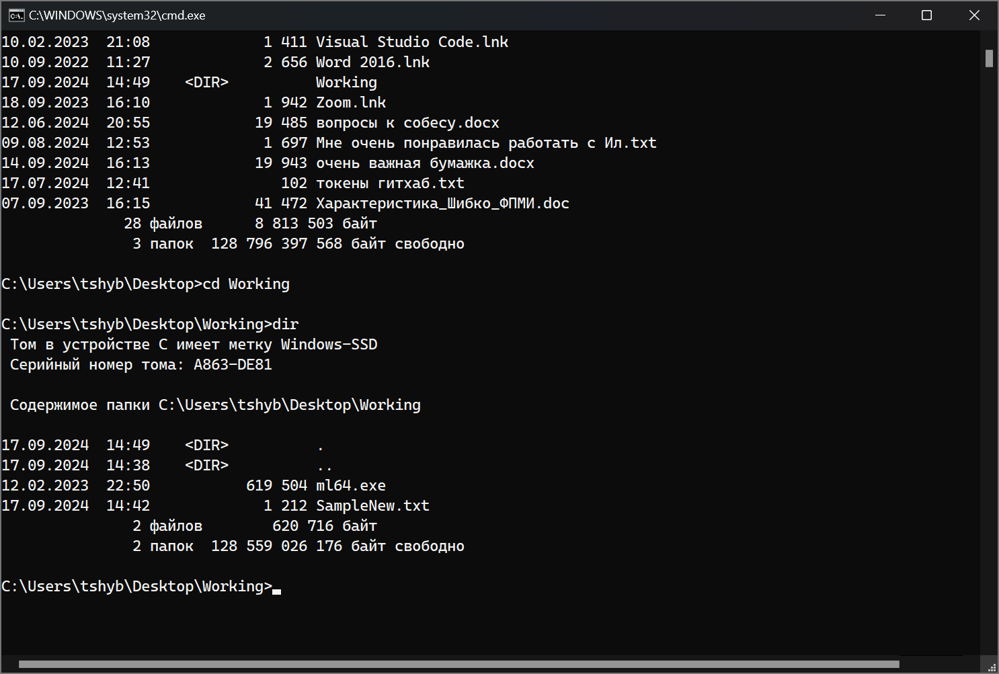 C:\WINDOWS\system32\cmd.exe
10.02.2023  21:08             1 411 Visual Studio Code.lnk
10.09.2022  11:27             2 656 Word 2016.lnk
17.09.2024  14:49    <DIR>          Working
18.09.2023  16:10             1 942 Zoom.lnk
12.06.2024  20:55            19 485 вопросы к собесу.docx
09.08.2024  12:53             1 697 Мне очень понравилась работать с Ил.txt
14.09.2024  16:13            19 943 очень важная бумажка.docx
17.07.2024  12:41               102 токены гитхаб.txt
07.09.2023  16:15            41 472 Характеристика_Шибко_ФПМИ.doc
              28 файлов      8 813 503 байт
               3 папок  128 796 397 568 байт свободно
C:\Users\tshyb\Desktop>cd Working
C:\Users\tshyb\Desktop\Working>dir
 Том в устройстве C имеет метку Windows-SSD
 Серийный номер тома: A863-DE81
 Содержимое папки C:\Users\tshyb\Desktop\Working
17.09.2024  14:49    <DIR>          .
17.09.2024  14:38    <DIR>          ..
12.02.2023  22:50           619 504 ml64.exe
17.09.2024  14:42             1 212 SampleNew.txt
               2 файлов        620 716 байт
               2 папок  128 559 026 176 байт свободно
C:\Users\tshyb\Desktop\Working>